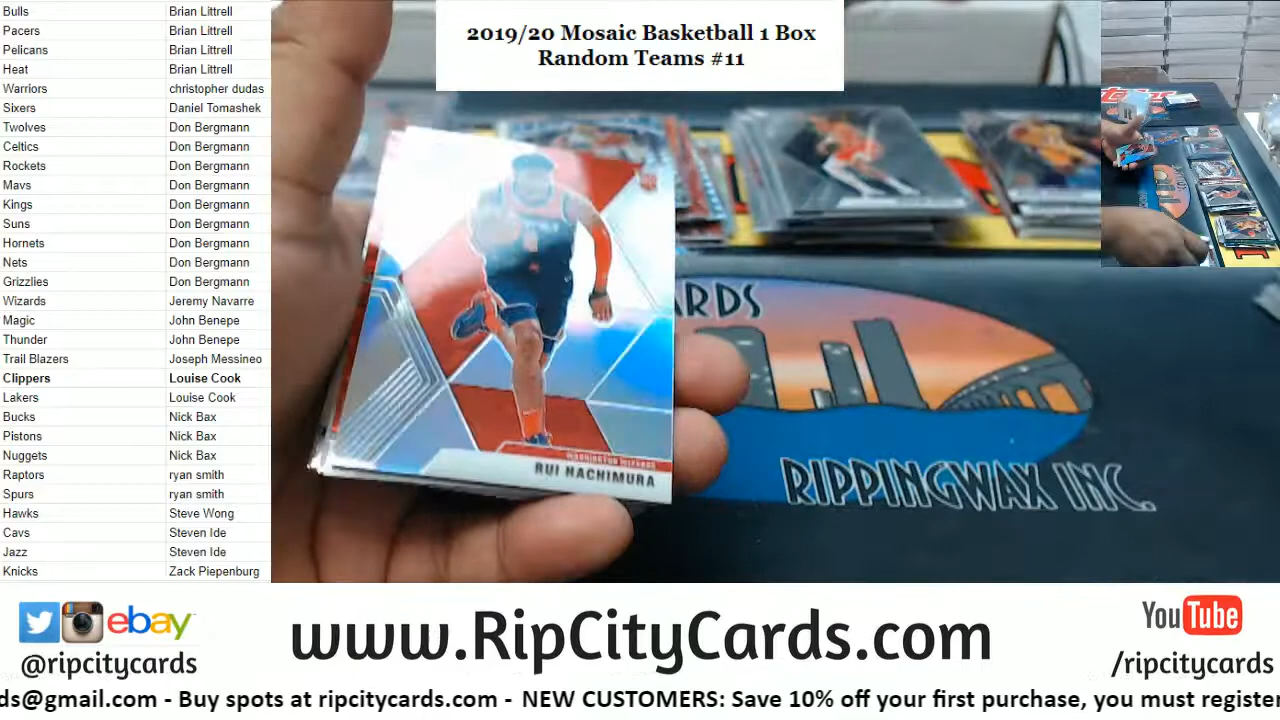 Bulls Brian Littrell
Pacers Brian Littrell
Pelicans Brian Littrell
Heat Brian Littrell
Warriors christopher dudas
Sixers Daniel Tomashek
Twolves Don Bergmann
Celtics Don Bergmann
Rockets Don Bergmann
Mavs Don Bergmann
Kings Don Bergmann
Suns Don Bergmann
Hornets Don Bergmann
Nets Don Bergmann
Grizzlies Don Bergmann
Wizards Jeremy Navarre
Magic John Benepe
Thunder John Benepe
Trail Blazers Joseph Messineo
Clippers Louise Cook
Lakers Louise Cook
Bucks Nick Bax
Pistons Nick Bax
Nuggets Nick Bax
Raptors ryan smith
Spurs ryan smith
Hawks Steve Wong
Cavs Steven Ide
Jazz Steven Ide
Knicks Zack Piepenburg
2019/20 Mosaic Basketball 1 Box
Random Teams #11
WASHINGTON WIZARDS
RUI HACHIMURA
ARDS
RIPPINGWAX INC.
ebay
@ripcitycards
www.RipCityCards.com
YouTube
/ripcitycards
ds@gmail.com - Buy spots at ripcitycards.com - NEW CUSTOMERS: Save 10% off your first purchase, you must register